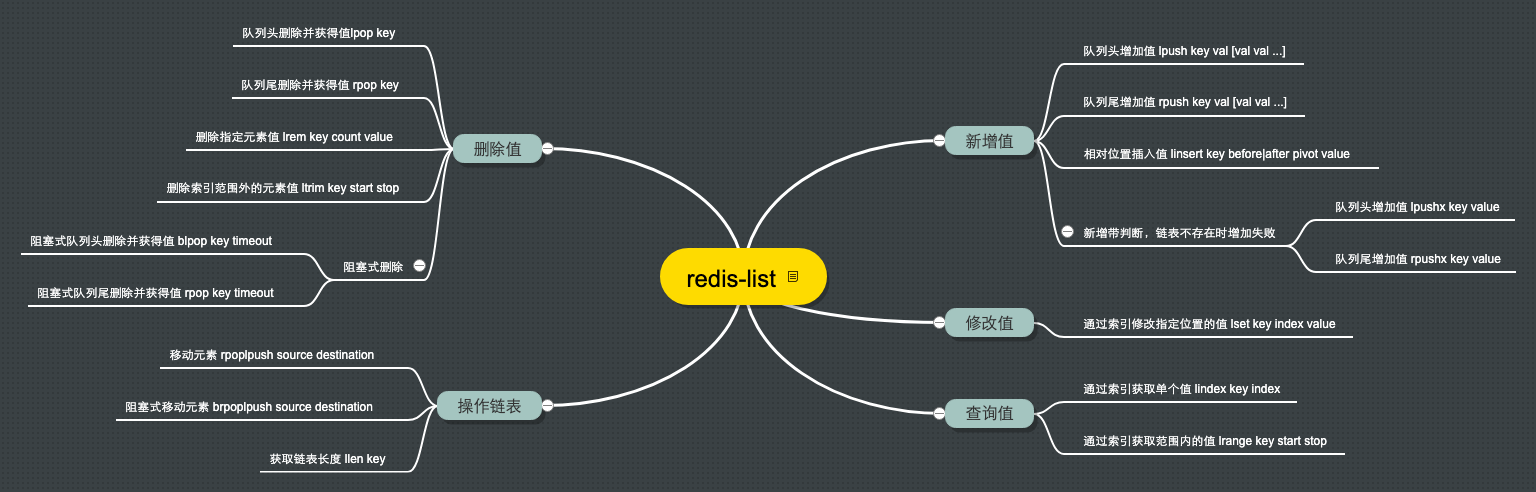 redis-list
新增值
队列头增加值 lpush key val [val val ...]
队列尾增加值 rpush key val [val val ...]
相对位置插入值 linsert key before|after pivot value
新增带判断，链表不存在时增加失败
队列头增加值 lpushx key value
队列尾增加值 rpushx key value
修改值
通过索引修改指定位置的值 lset key index value
查询值
通过索引获取单个值 lindex key index
通过索引获取范围内的值 lrange key start stop
删除值
队列头删除并获得值lpop key
队列尾删除并获得值 rpop key
删除指定元素值 lrem key count value
删除索引范围外的元素值 ltrim key start stop
阻塞式删除
阻塞式队列头删除并获得值 blpop key timeout
阻塞式队列尾删除并获得值 rpop key timeout
操作链表
移动元素 rpoplpush source destination
阻塞式移动元素 brpoplpush source destination
获取链表长度 llen key